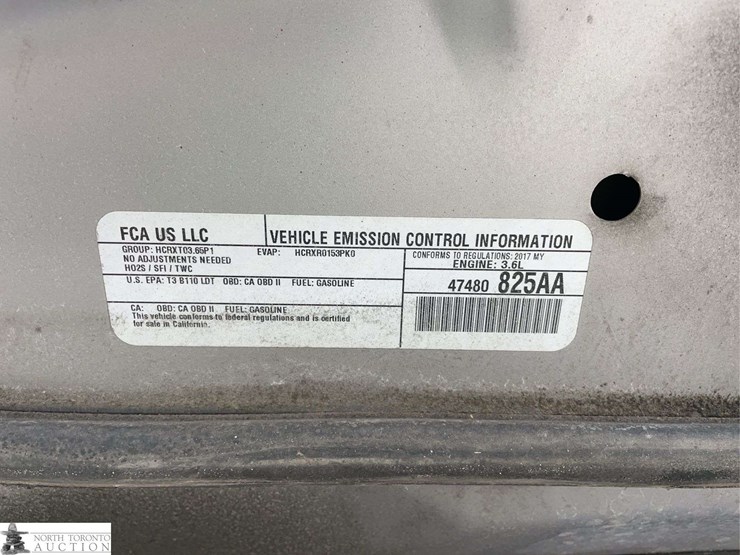 FCA US LLC
VEHICLE EMISSION CONTROL INFORMATION
GROUP: HCRXT03.65P1 EVAP: HCRXR0153PK0
NO ADJUSTMENTS NEEDED
HO2S / SFI / TWC
CONFORMS TO REGULATIONS: 2017 MY
ENGINE: 3.6L
U.S. EPA: T3 B110 LDT OBD: CA OBD II FUEL: GASOLINE
47480 825AA
CA: OBD: CA OBD II FUEL: GASOLINE
This vehicle conforms to federal regulations and is certified
for sale in California.
NORTH TORONTO
AUCTION